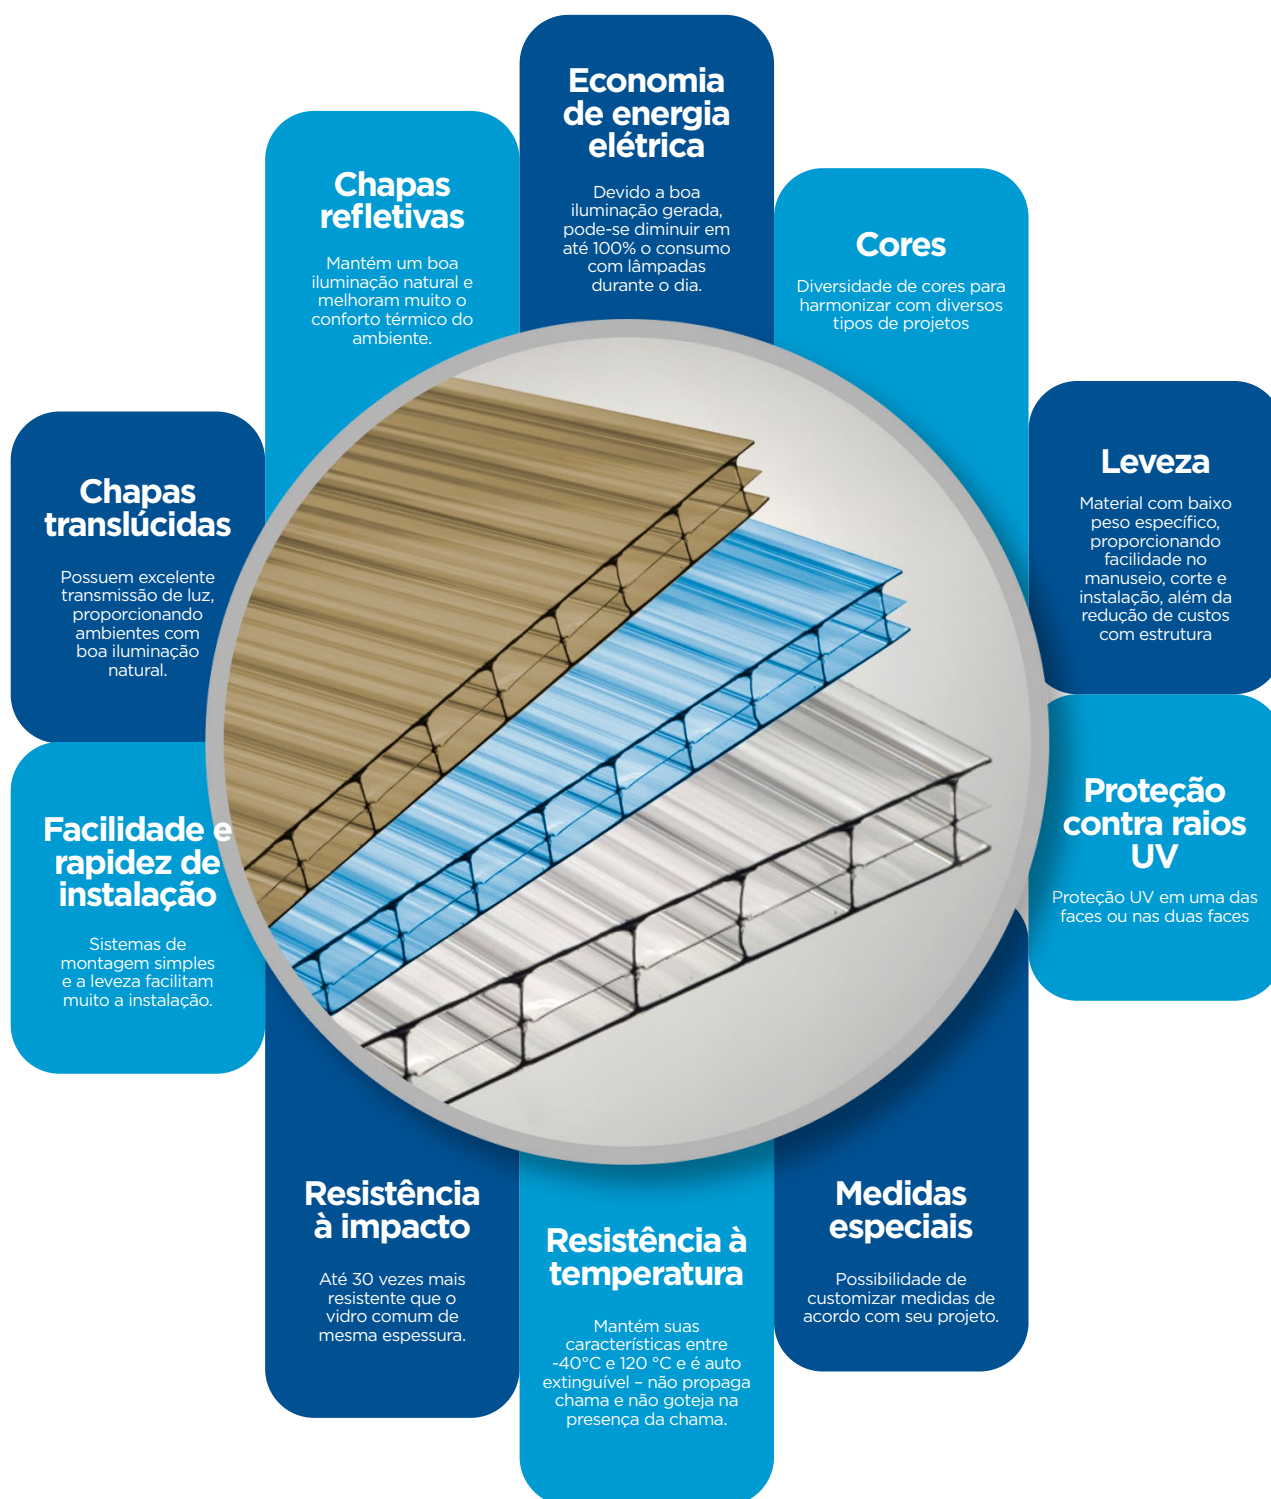 Economia
de energia
elétrica
Devido a boa
iluminação gerada,
pode-se diminuir em
até 100% o consumo
com lâmpadas
durante o dia.
Chapas
refletivas
Mantém um boa
iluminação natural e
melhoram muito o
conforto térmico do
ambiente.
Cores
Diversidade de cores para
harmonizar com diversos
tipos de projetos
Leveza
Material com baixo
peso específico,
proporcionando
facilidade no
manuseio, corte e
instalação, além da
redução de custos
com estrutura
Chapas
translúcidas
Possuem excelente
transmissão de luz,
proporcionando
ambientes com
boa iluminação
natural.
Proteção
contra raios
UV
Proteção UV em uma das
faces ou nas duas faces
Facilidade e
rapidez de
instalação
Sistemas de
montagem simples
e a leveza facilitam
muito a instalação.
Resistência
à impacto
Até 30 vezes mais
resistente que o
vidro comum de
mesma espessura.
Resistência à
temperatura
Mantém suas
características entre
-40°C e 120 °C e é auto
extinguível – não propaga
chama e não goteja na
presença da chama.
Medidas
especiais
Possibilidade de
customizar medidas de
acordo com seu projeto.